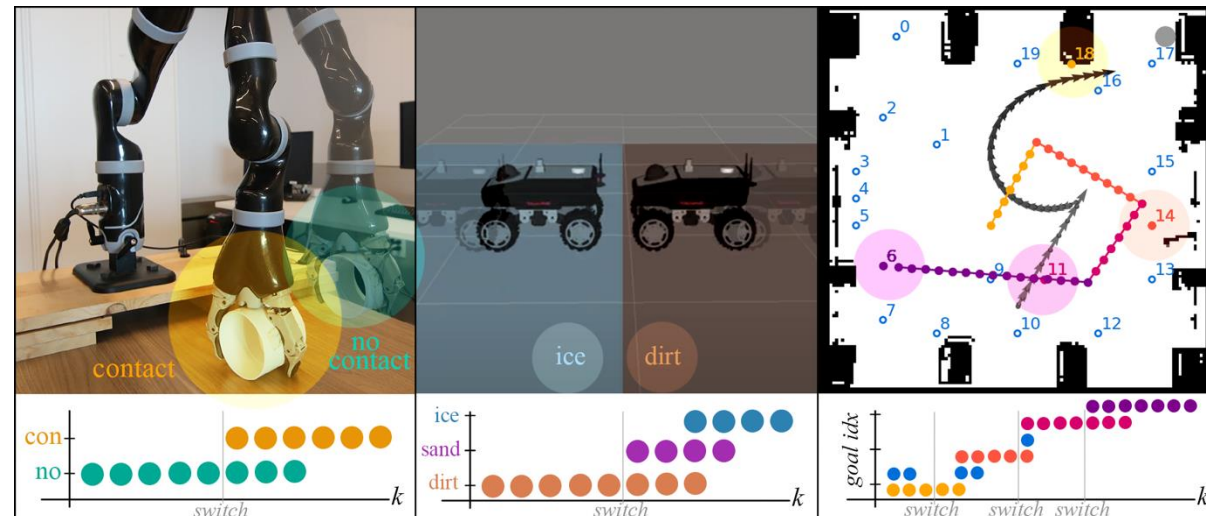 contact
no
contact
ice
dirt
0
19
18
17
16
2
1
3
15
4
5
14
6
9
11
13
7
8
10
12
con
no
k
switch
ice
sand
dirt
k
switch
goal idx
k
switch
switch
switch